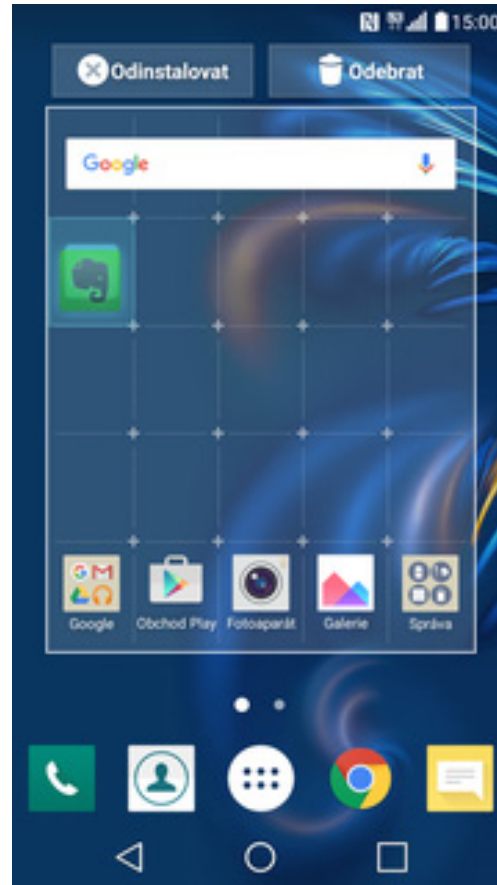 15:00
Odinstalovat
Odebrat
Google
Google
Obchod Play
Fotoaparát
Galerie
Správa